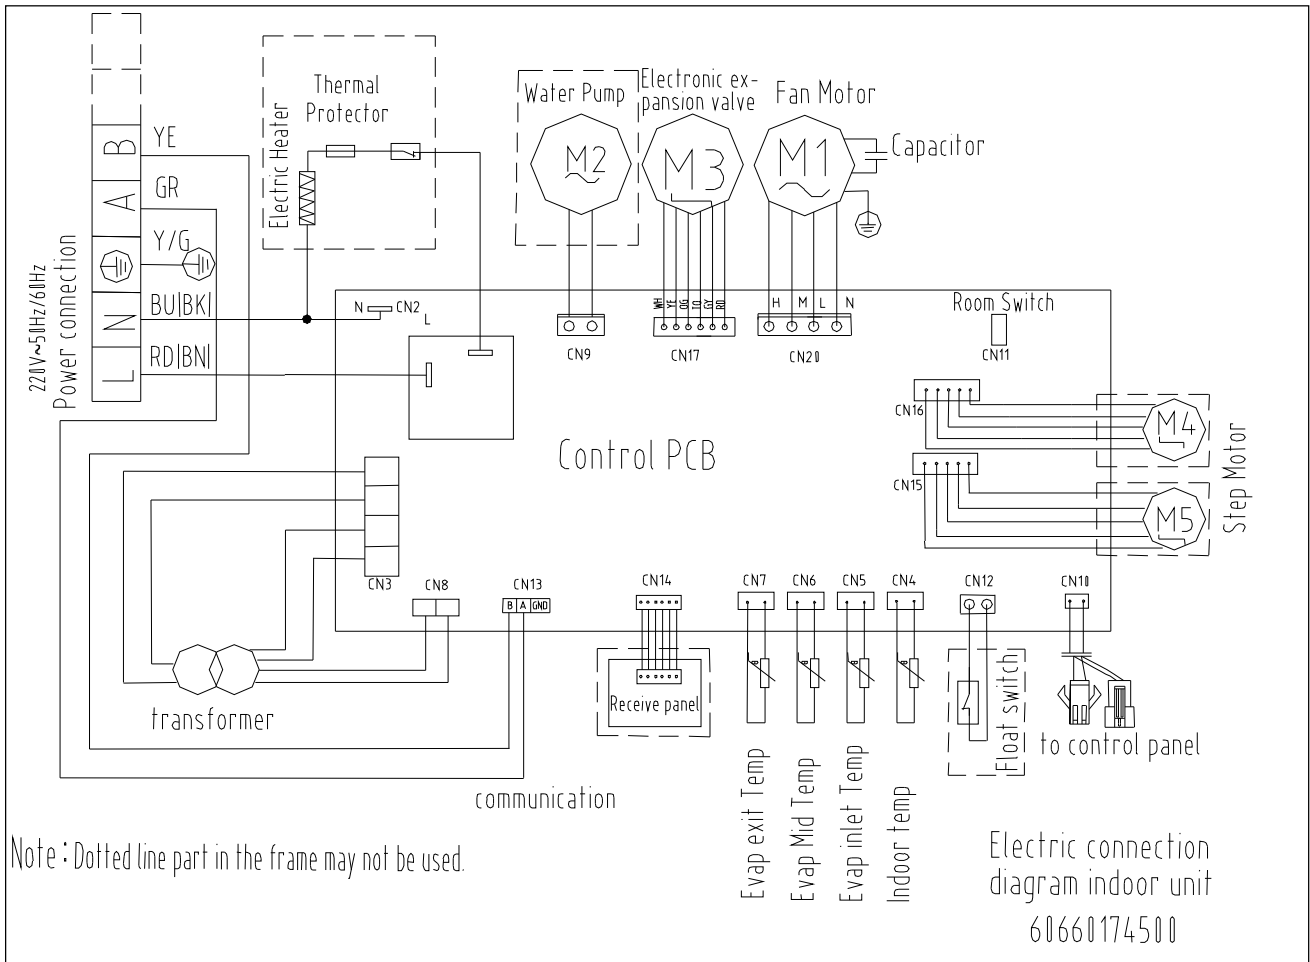 Thermal
Protector
Electric Heater
Water Pump
M2
Electronic ex-
pansion valve
M3
Fan Motor
M1
Capacitor
B
YE
A
GR
Y/G
N
BU|BK|
L
RD|BN|
220V~50Hz/60Hz
Power connection
N
CN2
L
CN9
WH
YE
OG
GY
RD
CN17
H
M
L
N
CN20
Room Switch
CN11
CN16
M4
CN15
M5
Step Motor
Control PCB
CN3
CN8
CN13
B
A
GND
CN14
Receive panel
CN7
CN6
CN5
CN4
CN12
CN10
Float switch
to control panel
transformer
communication
Evap exit Temp
Evap Mid Temp
Evap inlet Temp
Indoor temp
Note : Dotted line part in the frame may not be used.
Electric connection
diagram indoor unit
60660174500